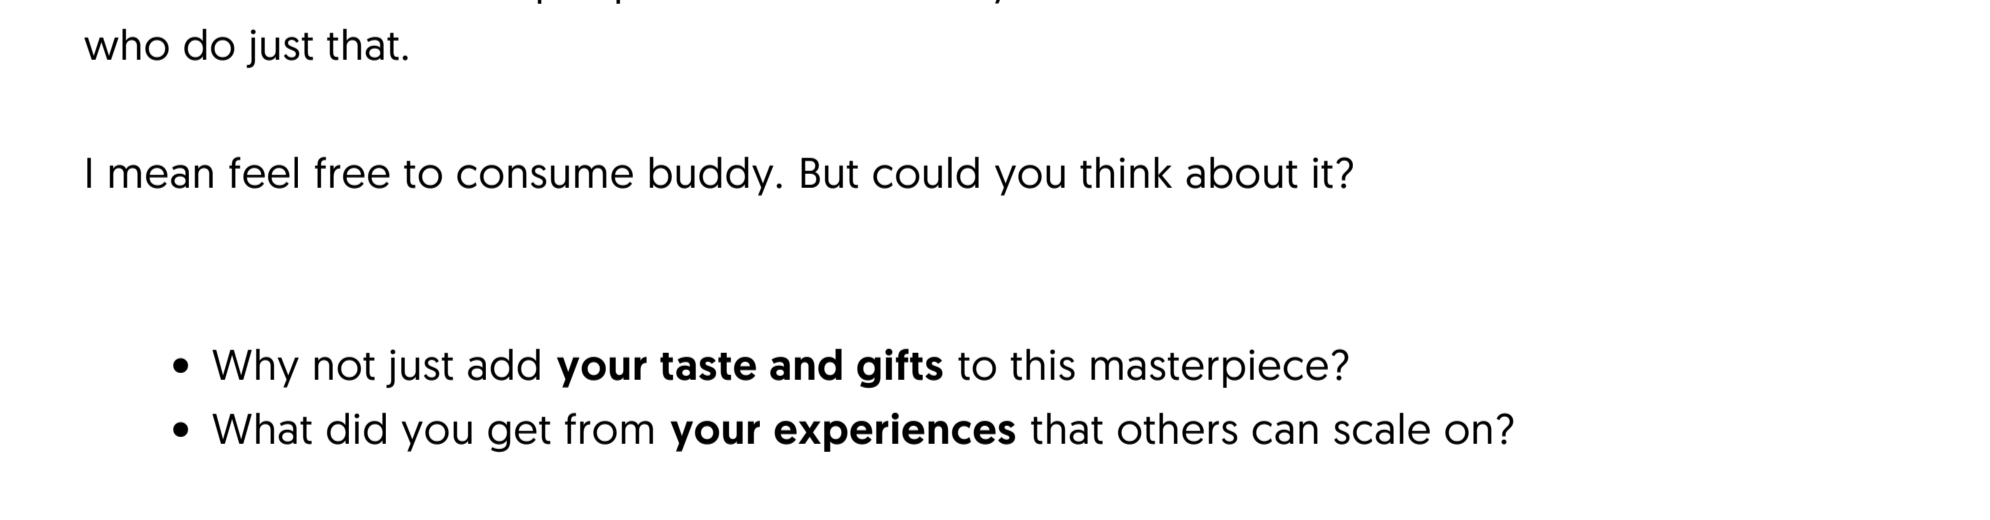 who do just that.
I mean feel free to consume buddy. But could you think about it?
• Why not just add your taste and gifts to this masterpiece?
• What did you get from your experiences that others can scale on?